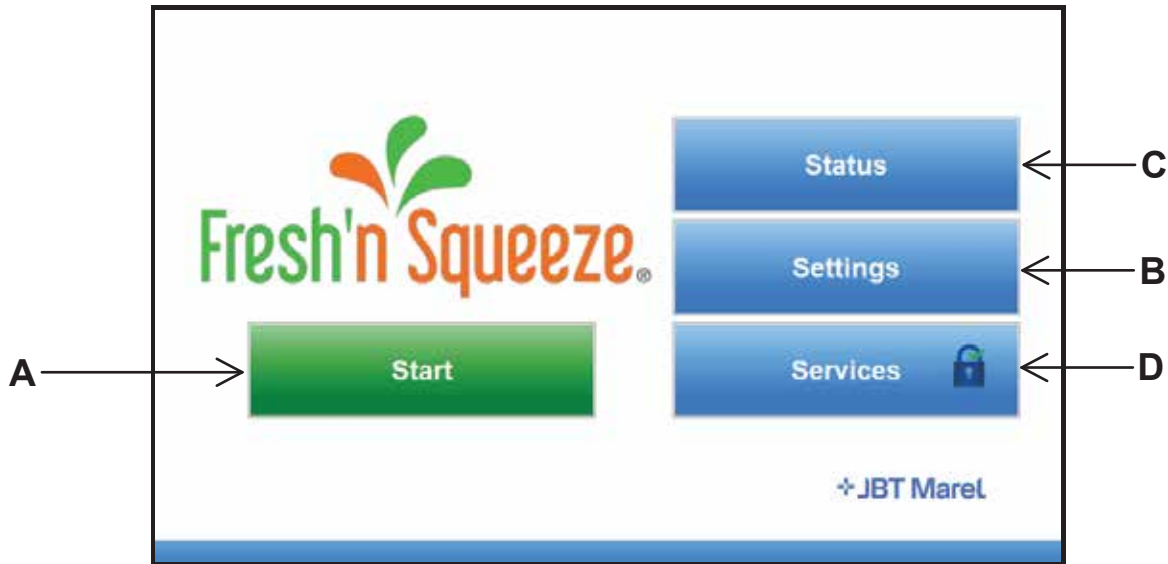 Status
C
Fresh'n Squeeze®
Settings
B
A
Start
Services
D
JBT Marel